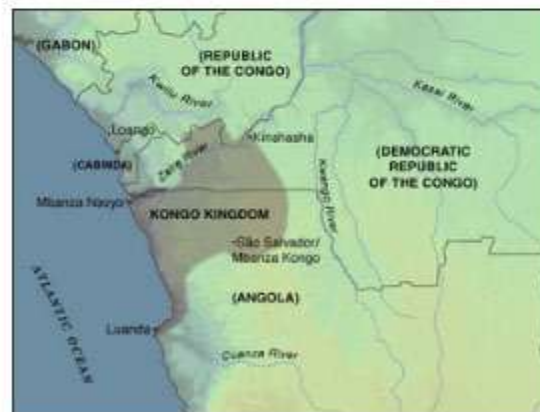 (GABON)
(REPUBLIC
OF THE CONGO)
Kwilu River
Kasai River
Loango
Kinshasha
(CABINDA)
Zaire River
(DEMOCRATIC
REPUBLIC
OF THE CONGO)
Kwango River
Mbanza Nsoyo
KONGO KINGDOM
São Salvador/
Mbanza Kongo
ATLANTIC OCEAN
(ANGOLA)
Luanda
Cuanza River